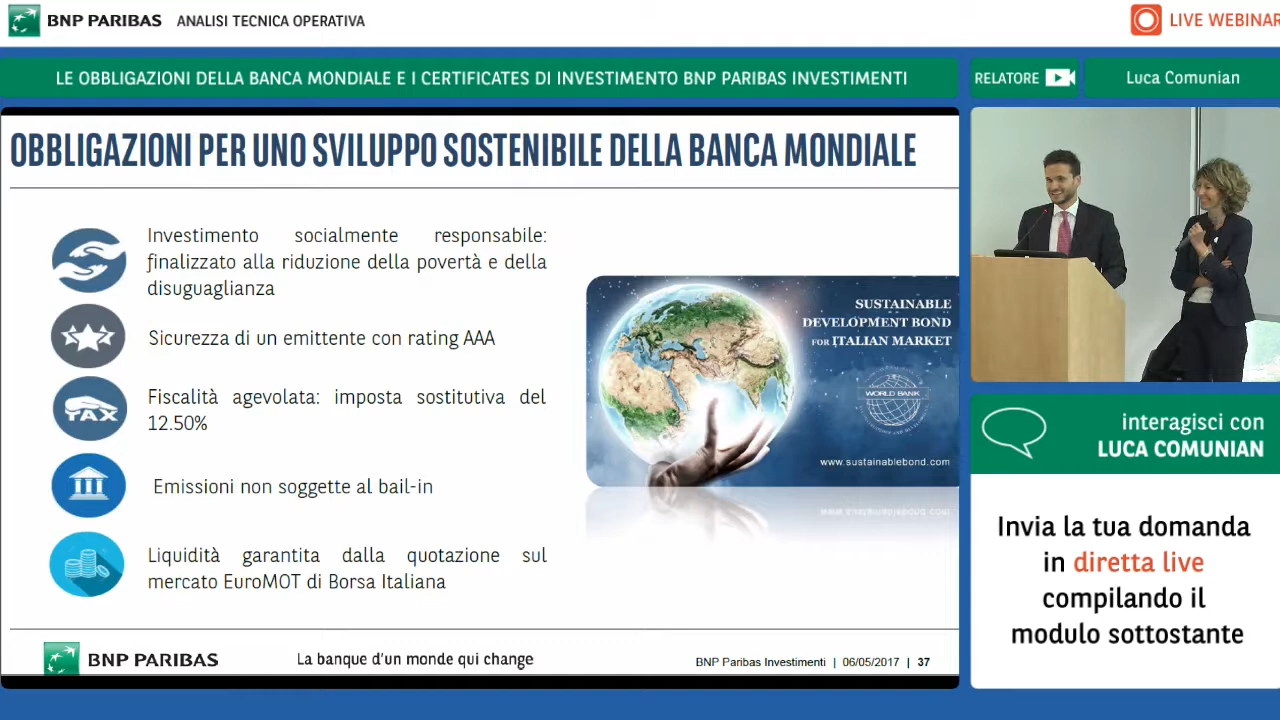 BNP PARIBAS ANALISI TECNICA OPERATIVA
LIVE WEBINAR
LE OBBLIGAZIONI DELLA BANCA MONDIALE E I CERTIFICATES DI INVESTIMENTO BNP PARIBAS INVESTIMENTI
RELATORE
Luca Comunian
OBBLIGAZIONI PER UNO SVILUPPO SOSTENIBILE DELLA BANCA MONDIALE
Investimento socialmente responsabile:
finalizzato alla riduzione della povertà e della
disuguaglianza
Sicurezza di un emittente con rating AAA
TAX
Fiscalità agevolata: imposta sostitutiva del
12.50%
Emissioni non soggette al bail-in
Liquidità garantita dalla quotazione sul
mercato EuroMOT di Borsa Italiana
SUSTAINABLE
DEVELOPMENT BOND
FOR ITALIAN MARKET
WORLD BANK
www.sustainablebond.com
BNP PARIBAS
La banque d'un monde qui change
BNP Paribas Investimenti | 06/05/2017 | 37
interagisci con
LUCA COMUNIAN
Invia la tua domanda
in diretta live
compilando il
modulo sottostante